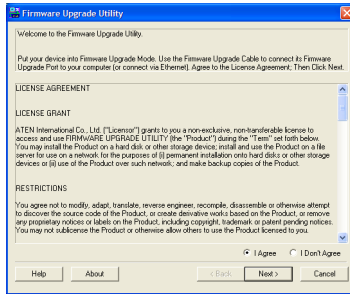 Firmware Upgrade Utility
Welcome to the Firmware Upgrade Utility.
Put your device into Firmware Upgrade Mode. Use the Firmware Upgrade Cable to connect its Firmware
Upgrade Port to your computer (or connect via Ethernet). Agree to the License Agreement; Then Click Next.
LICENSE AGREEMENT
LICENSE GRANT
ATEN International Co., Ltd. ("Licensor") grants to you a non-exclusive, non-transferable license to
access and use FIRMWARE UPGRADE UTILITY (the "Product") during the "Term" set forth below.
You may install the Product on a hard disk or other storage device; install and use the Product on a file
server for use on a network for the purposes of (i) permanent installation onto hard disks or other storage
devices or (ii) use of the Product over such network; and make backup copies of the Product.
RESTRICTIONS
You agree not to modify, adapt, translate, reverse engineer, recompile, disassemble or otherwise attempt
to discover the source code of the Product, or create derivative works based on the Product, or remove
any proprietary notices or labels on the Product, including copyright, trademark or patent pending notices.
You may not sublicense the Product or otherwise allow others to use the Product licensed to you.
I Agree I Don't Agree
Help About < Back Next > Cancel